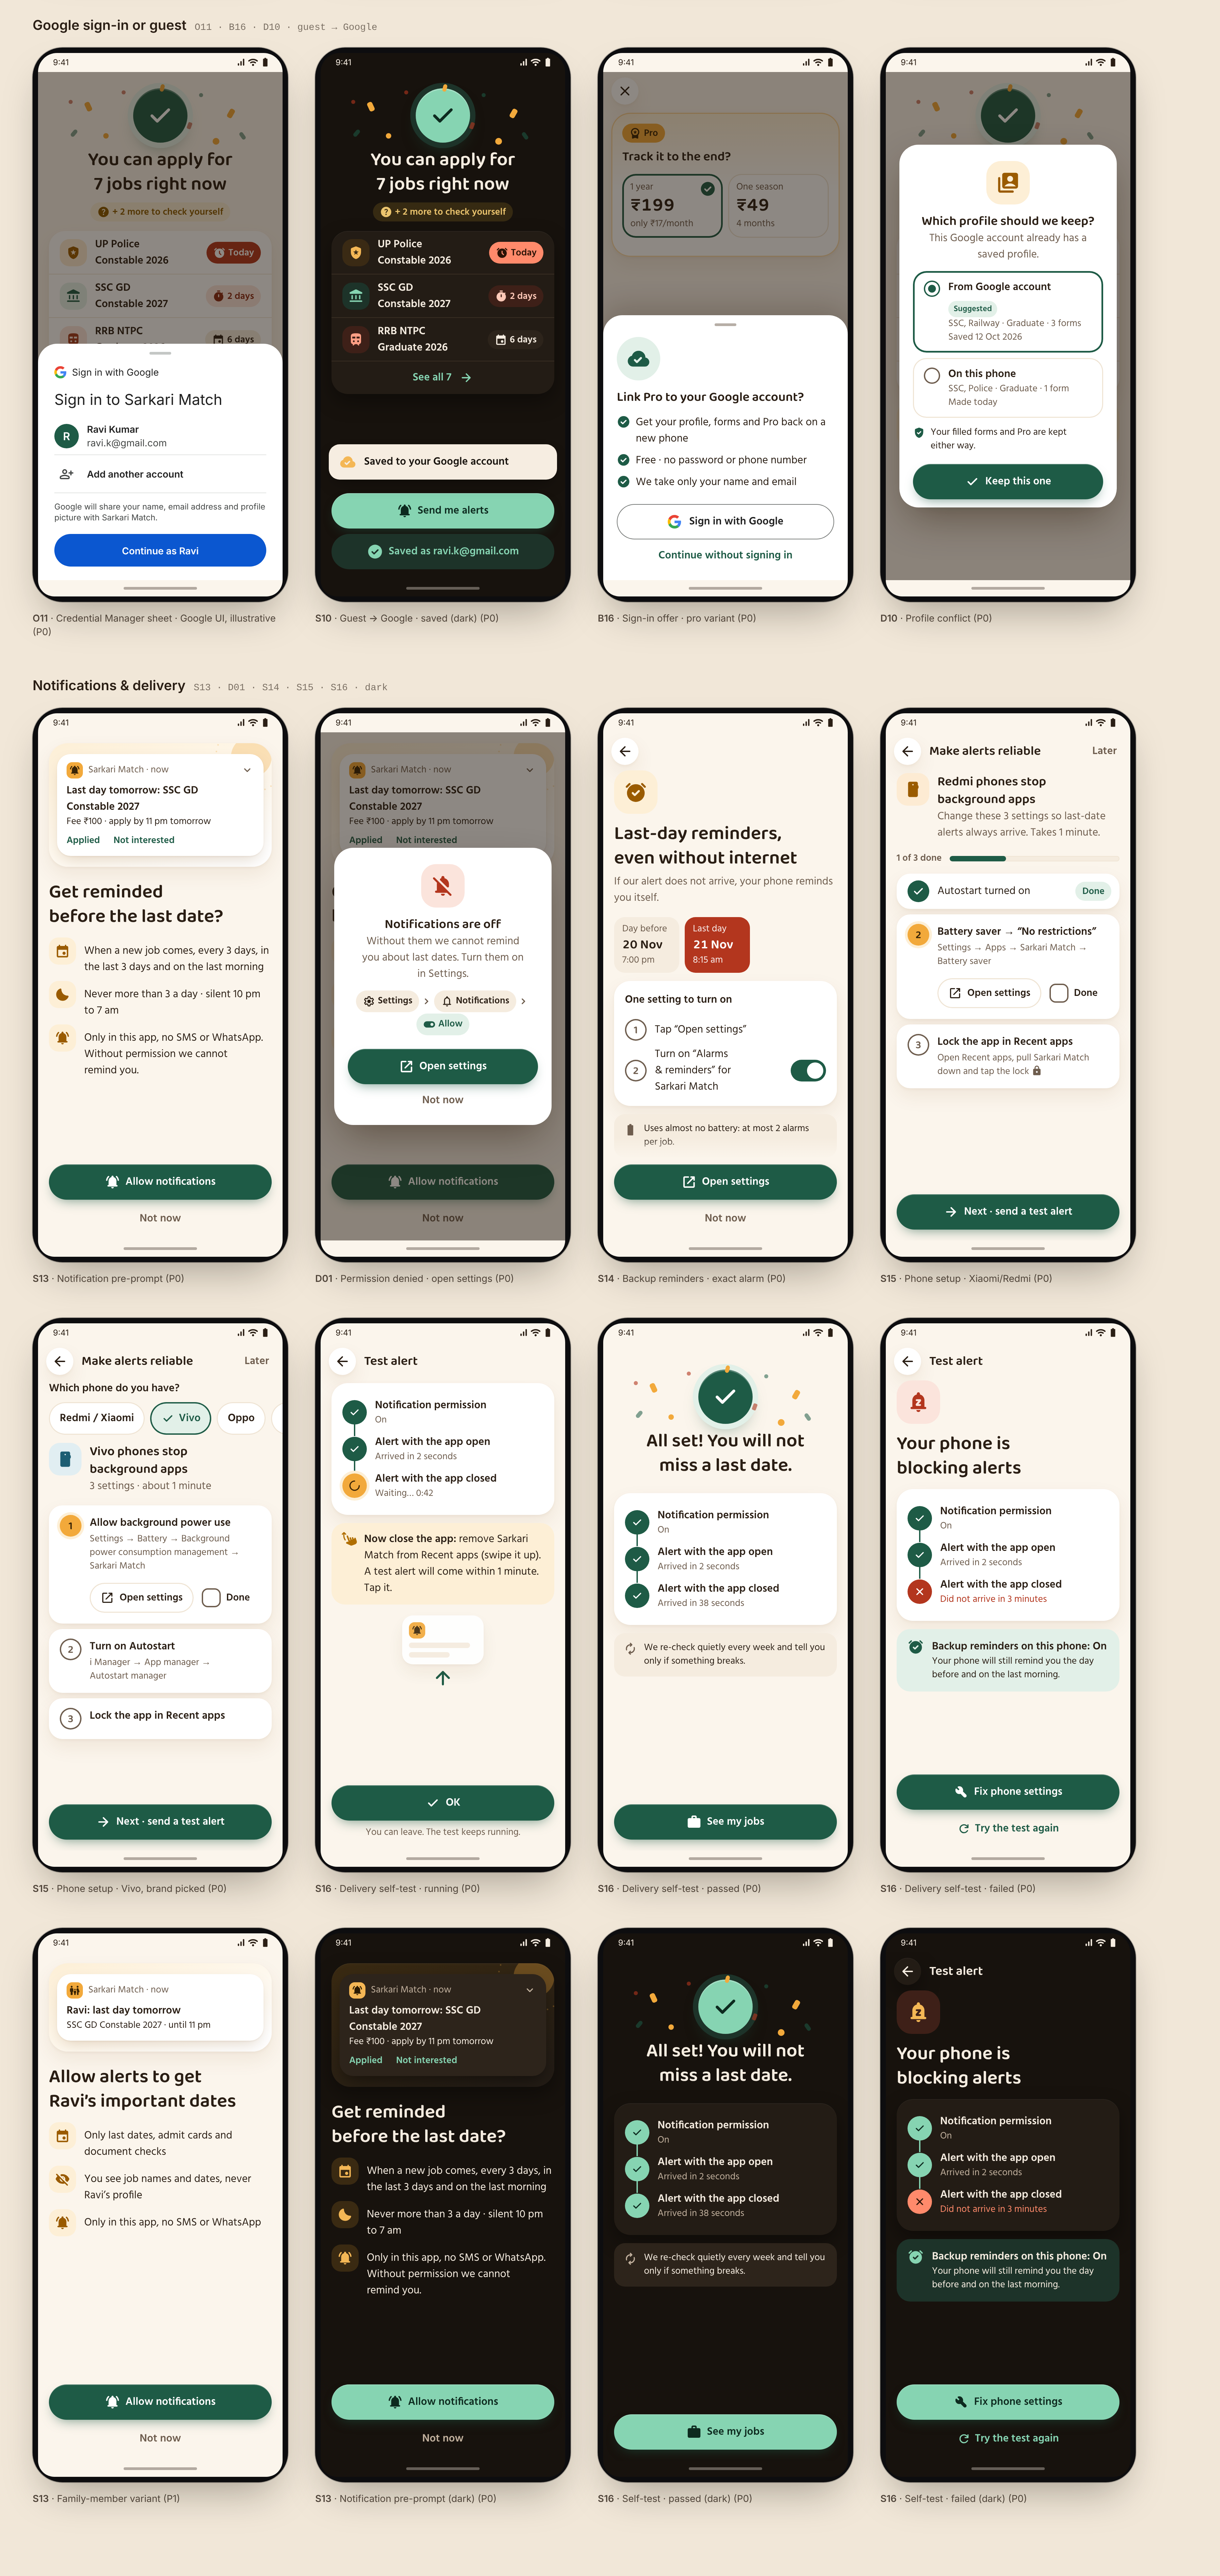 Google sign-in or guest O11 · B16 · D10 · guest → Google
9:41
You can apply for
7 jobs right now
+ 2 more to check yourself
UP Police
Constable 2026
Today
SSC GD
Constable 2027
2 days
RRB NTPC
Graduate 2026
6 days
Sign in with Google
Sign in to Sarkari Match
R
Ravi Kumar
ravi.k@gmail.com
Add another account
Google will share your name, email address and profile
picture with Sarkari Match.
Continue as Ravi
O11 · Credential Manager sheet · Google UI, illustrative
(P0)
9:41
You can apply for
7 jobs right now
+ 2 more to check yourself
UP Police
Constable 2026
Today
SSC GD
Constable 2027
2 days
RRB NTPC
Graduate 2026
6 days
See all 7
Saved to your Google account
Send me alerts
Saved as ravi.k@gmail.com
S10 · Guest → Google · saved (dark) (P0)
9:41
Pro
Track it to the end?
1 year
₹199
only ₹17/month
One season
₹49
4 months
Link Pro to your Google account?
Get your profile, forms and Pro back on a
new phone
Free · no password or phone number
We take only your name and email
Sign in with Google
Continue without signing in
B16 · Sign-in offer · pro variant (P0)
9:41
Which profile should we keep?
This Google account already has a
saved profile.
From Google account
Suggested
SSC, Railway · Graduate · 3 forms
Saved 12 Oct 2026
On this phone
SSC, Police · Graduate · 1 form
Made today
Your filled forms and Pro are kept
either way.
Keep this one
D10 · Profile conflict (P0)
Notifications & delivery S13 · D01 · S14 · S15 · S16 · dark
9:41
Sarkari Match · now
Last day tomorrow: SSC GD
Constable 2027
Fee ₹100 · apply by 11 pm tomorrow
Applied Not interested
Get reminded
before the last date?
When a new job comes, every 3 days, in
the last 3 days and on the last morning
Never more than 3 a day · silent 10 pm
to 7 am
Only in this app, no SMS or WhatsApp.
Without permission we cannot
remind you.
Allow notifications
Not now
S13 · Notification pre-prompt (P0)
9:41
Sarkari Match · now
Last day tomorrow: SSC GD
Constable 2027
Fee ₹100 · apply by 11 pm tomorrow
Applied Not interested
Notifications are off
Without them we cannot remind
you about last dates. Turn them on
in Settings.
Settings › Notifications ›
Allow
Open settings
Not now
Allow notifications
Not now
D01 · Permission denied · open settings (P0)
9:41
Last-day reminders,
even without internet
If our alert does not arrive, your phone reminds
you itself.
Day before
20 Nov
7:00 pm
Last day
21 Nov
8:15 am
One setting to turn on
1 Tap “Open settings”
2 Turn on “Alarms
& reminders” for
Sarkari Match
Uses almost no battery: at most 2 alarms
per job.
Open settings
Not now
S14 · Backup reminders · exact alarm (P0)
9:41
Make alerts reliable
Later
Redmi phones stop
background apps
Change these 3 settings so last-date
alerts always arrive. Takes 1 minute.
1 of 3 done
Autostart turned on
Done
2 Battery saver → “No restrictions”
Settings → Apps → Sarkari Match →
Battery saver
Open settings
Done
3 Lock the app in Recent apps
Open Recent apps, pull Sarkari Match
down and tap the lock
Next · send a test alert
S15 · Phone setup · Xiaomi/Redmi (P0)
9:41
Make alerts reliable
Later
Which phone do you have?
Redmi / Xiaomi
Vivo
Oppo
Vivo phones stop
background apps
3 settings · about 1 minute
1 Allow background power use
Settings → Battery → Background
power consumption management →
Sarkari Match
Open settings
Done
2 Turn on Autostart
i Manager → App manager →
Autostart manager
3 Lock the app in Recent apps
Next · send a test alert
S15 · Phone setup · Vivo, brand picked (P0)
9:41
Test alert
Notification permission
On
Alert with the app open
Arrived in 2 seconds
Alert with the app closed
Waiting… 0:42
Now close the app: remove Sarkari
Match from Recent apps (swipe it up).
A test alert will come within 1 minute.
Tap it.
OK
You can leave. The test keeps running.
S16 · Delivery self-test · running (P0)
9:41
All set! You will not
miss a last date.
Notification permission
On
Alert with the app open
Arrived in 2 seconds
Alert with the app closed
Arrived in 38 seconds
We re-check quietly every week and tell you
only if something breaks.
See my jobs
S16 · Delivery self-test · passed (P0)
9:41
Test alert
Your phone is
blocking alerts
Notification permission
On
Alert with the app open
Arrived in 2 seconds
Alert with the app closed
Did not arrive in 3 minutes
Backup reminders on this phone: On
Your phone will still remind you the day
before and on the last morning.
Fix phone settings
Try the test again
S16 · Delivery self-test · failed (P0)
9:41
Sarkari Match · now
Ravi: last day tomorrow
SSC GD Constable 2027 · until 11 pm
Allow alerts to get
Ravi’s important dates
Only last dates, admit cards and
document checks
You see job names and dates, never
Ravi’s profile
Only in this app, no SMS or WhatsApp
Allow notifications
Not now
S13 · Family-member variant (P1)
9:41
Sarkari Match · now
Last day tomorrow: SSC GD
Constable 2027
Fee ₹100 · apply by 11 pm tomorrow
Applied Not interested
Get reminded
before the last date?
When a new job comes, every 3 days, in
the last 3 days and on the last morning
Never more than 3 a day · silent 10 pm
to 7 am
Only in this app, no SMS or WhatsApp.
Without permission we cannot
remind you.
Allow notifications
Not now
S13 · Notification pre-prompt (dark) (P0)
9:41
All set! You will not
miss a last date.
Notification permission
On
Alert with the app open
Arrived in 2 seconds
Alert with the app closed
Arrived in 38 seconds
We re-check quietly every week and tell you
only if something breaks.
See my jobs
S16 · Self-test · passed (dark) (P0)
9:41
Test alert
Your phone is
blocking alerts
Notification permission
On
Alert with the app open
Arrived in 2 seconds
Alert with the app closed
Did not arrive in 3 minutes
Backup reminders on this phone: On
Your phone will still remind you the day
before and on the last morning.
Fix phone settings
Try the test again
S16 · Self-test · failed (dark) (P0)